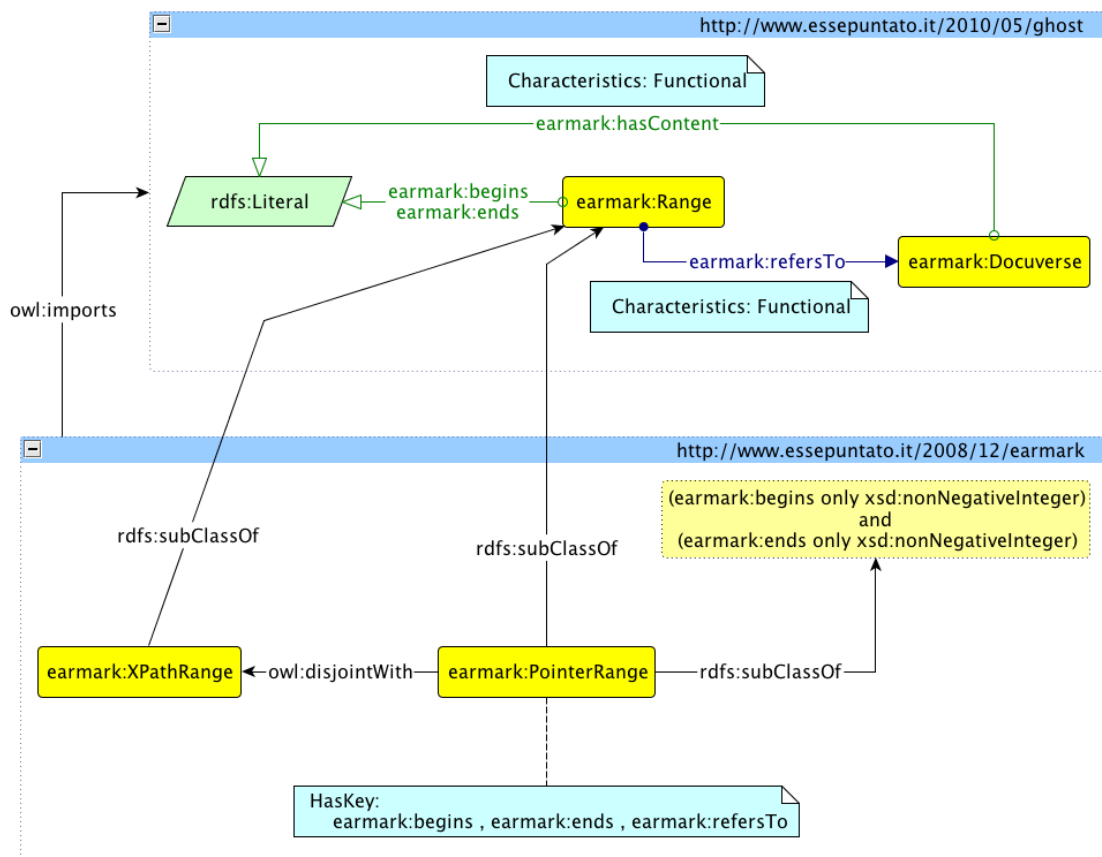 http://www.essepuntato.it/2010/05/ghost
Characteristics: Functional
earmark:hasContent
rdfs:Literal
earmark:begins
earmark:ends
earmark:Range
earmark:refersTo
earmark:Docuverse
Characteristics: Functional
owl:imports
http://www.essepuntato.it/2008/12/earmark
(earmark:begins only xsd:nonNegativeInteger)
and
(earmark:ends only xsd:nonNegativeInteger)
rdfs:subClassOf
rdfs:subClassOf
earmark:XPathRange
owl:disjointWith
earmark:PointerRange
rdfs:subClassOf
HasKey:
earmark:begins , earmark:ends , earmark:refersTo